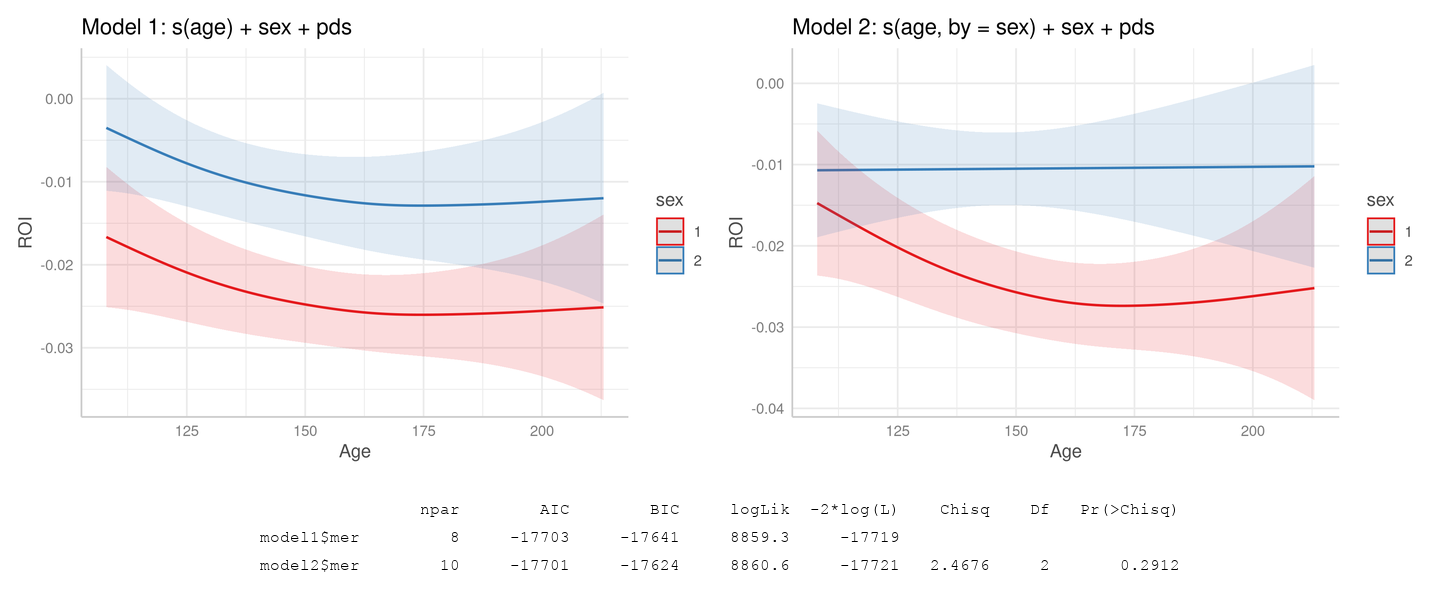 Model 1: s(age) + sex + pds
ROI
0.00
-0.01
-0.02
-0.03
125 150 175 200
Age
sex
1
2
Model 2: s(age, by = sex) + sex + pds
ROI
0.00
-0.01
-0.02
-0.03
-0.04
125 150 175 200
Age
sex
1
2
npar AIC BIC logLik -2*log(L) Chisq Df Pr(>Chisq)
model1$mer 8 -17703 -17641 8859.3 -17719
model2$mer 10 -17701 -17624 8860.6 -17721 2.4676 2 0.2912